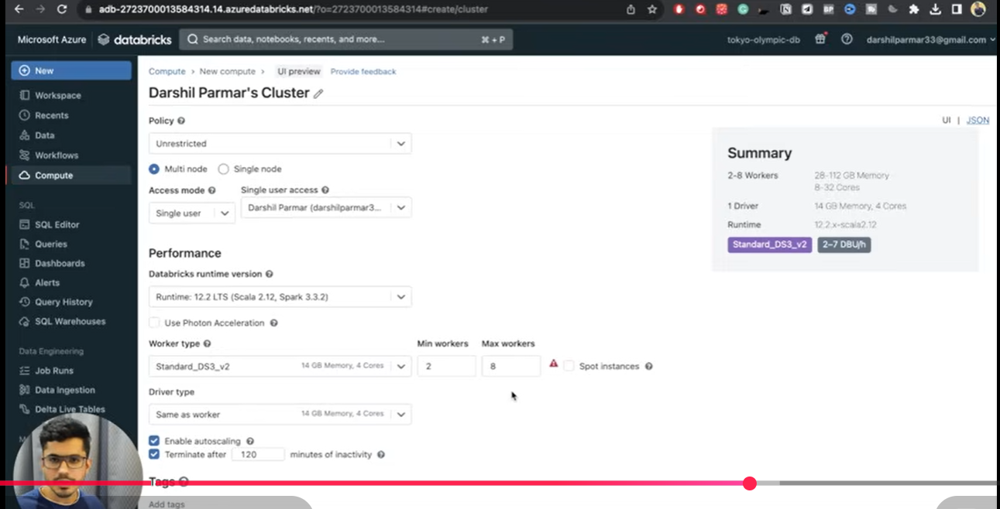 adb-2723700013584314.14.azuredatabricks.net/?o=2723700013584314#create/cluster
Microsoft Azure databricks Search data, notebooks, recents, and more... ⌘ + P tokyo-olympic-db darshilparmar33@gmail.com
New
Workspace
Recents
Data
Workflows
Compute
SQL
SQL Editor
Queries
Dashboards
Alerts
Query History
SQL Warehouses
Data Engineering
Job Runs
Data Ingestion
Delta Live Tables
Compute > New compute > UI preview Provide feedback
Darshil Parmar's Cluster
Policy
Unrestricted
Multi node Single node
Access mode Single user access
Single user Darshil Parmar (darshilparmar3...
Performance
Databricks runtime version
Runtime: 12.2 LTS (Scala 2.12, Spark 3.3.2)
Use Photon Acceleration
Worker type Min workers Max workers
Standard_DS3_v2 14 GB Memory, 4 Cores 2 8 Spot instances
Driver type
Same as worker 14 GB Memory, 4 Cores
Enable autoscaling
Terminate after 120 minutes of inactivity
Tags
Add tags
UI | JSON
Summary
2-8 Workers 28-112 GB Memory
8-32 Cores
1 Driver 14 GB Memory, 4 Cores
Runtime 12.2.x-scala2.12
Standard_DS3_v2 2–7 DBU/h